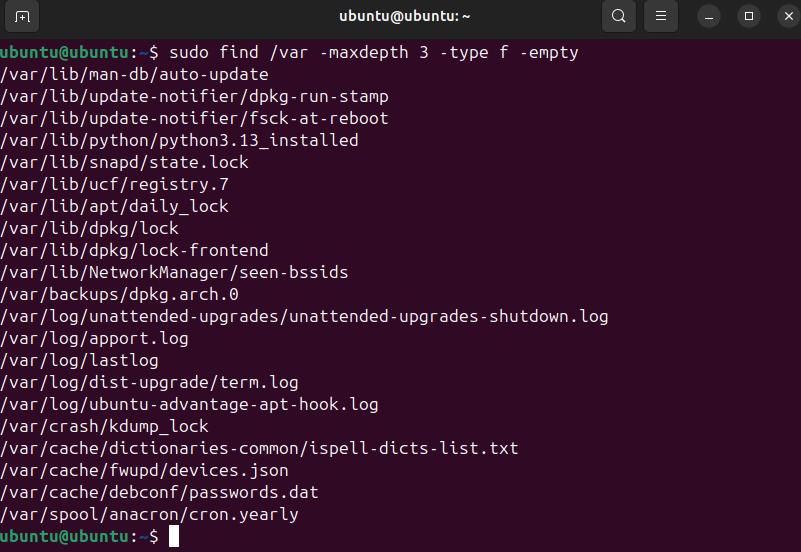 ubuntu@ubuntu: ~
ubuntu@ubuntu:~$ sudo find /var -maxdepth 3 -type f -empty
/var/lib/man-db/auto-update
/var/lib/update-notifier/dpkg-run-stamp
/var/lib/update-notifier/fsck-at-reboot
/var/lib/python/python3.13_installed
/var/lib/snapd/state.lock
/var/lib/ucf/registry.7
/var/lib/apt/daily_lock
/var/lib/dpkg/lock
/var/lib/dpkg/lock-frontend
/var/lib/NetworkManager/seen-bssids
/var/backups/dpkg.arch.0
/var/log/unattended-upgrades/unattended-upgrades-shutdown.log
/var/log/apport.log
/var/log/lastlog
/var/log/dist-upgrade/term.log
/var/log/ubuntu-advantage-apt-hook.log
/var/crash/kdump_lock
/var/cache/dictionaries-common/ispell-dicts-list.txt
/var/cache/fwupd/devices.json
/var/cache/debconf/passwords.dat
/var/spool/anacron/cron.yearly
ubuntu@ubuntu:~$